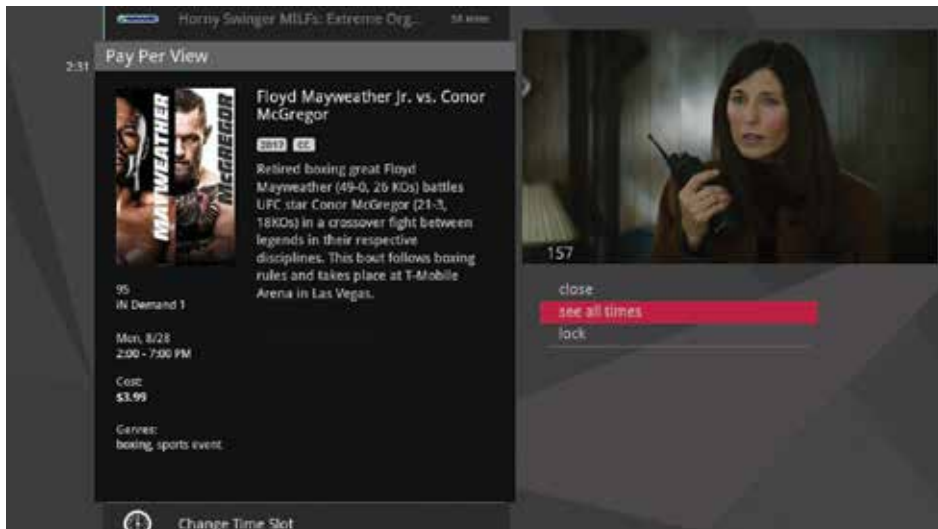 Horny Swinger MILFs: Extreme Org...
58 mins
2:31
Pay Per View
MAYWEATHER
MCGREGOR
Floyd Mayweather Jr. vs. Conor
McGregor
2017 CC
Retired boxing great Floyd
Mayweather (49-0, 26 KOs) battles
UFC star Conor McGregor (21-3,
18KOs) in a crossover fight between
legends in their respective
disciplines. This bout follows boxing
rules and takes place at T-Mobile
Arena in Las Vegas.
95
iN Demand 1
Mon, 8/28
2:00 - 7:00 PM
Cost:
$3.99
Genres:
boxing, sports event
Change Time Slot
157
close
see all times
lock